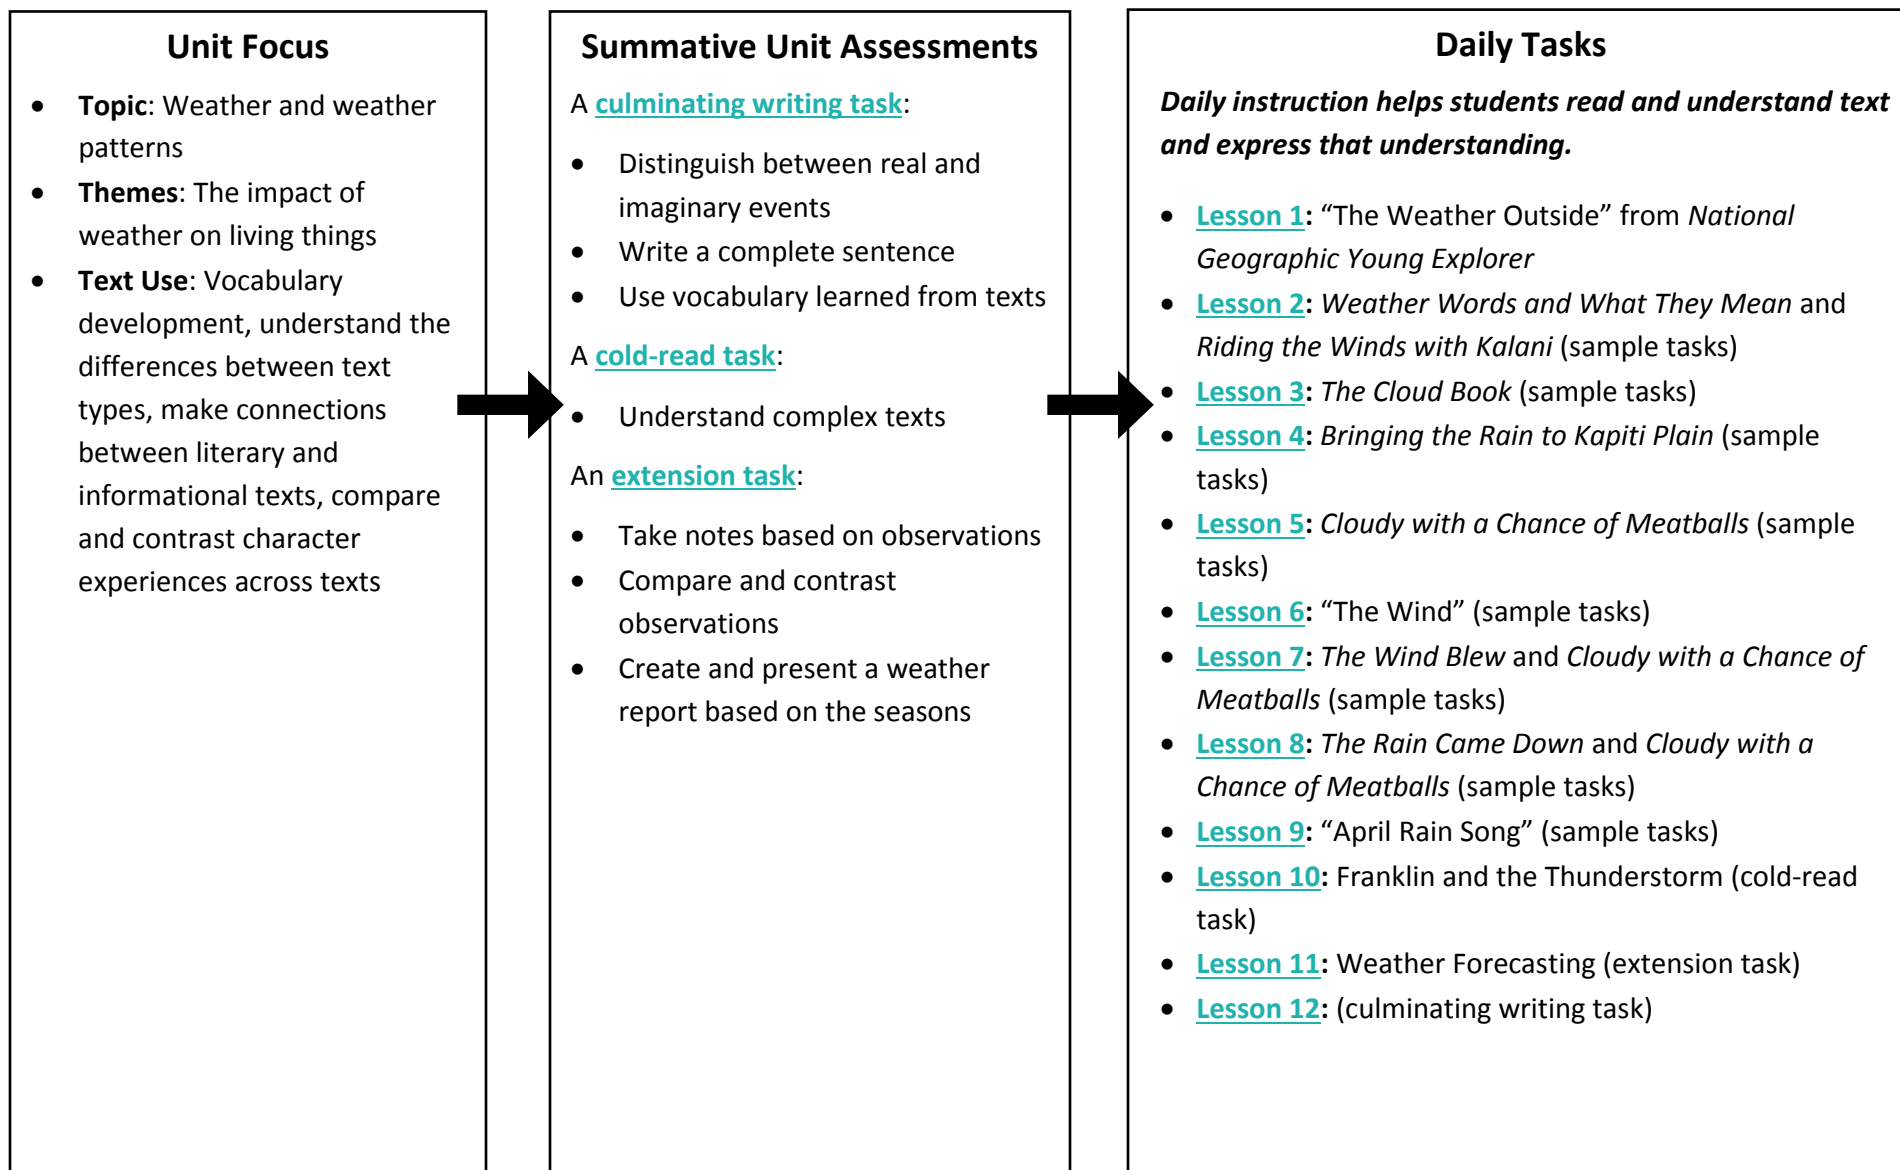 Unit Focus
• Topic: Weather and weather
patterns
• Themes: The impact of
weather on living things
• Text Use: Vocabulary
development, understand the
differences between text
types, make connections
between literary and
informational texts, compare
and contrast character
experiences across texts
Summative Unit Assessments
A culminating writing task:
• Distinguish between real and
imaginary events
• Write a complete sentence
• Use vocabulary learned from texts
A cold-read task:
• Understand complex texts
An extension task:
• Take notes based on observations
• Compare and contrast
observations
• Create and present a weather
report based on the seasons
Daily Tasks
Daily instruction helps students read and understand text
and express that understanding.
• Lesson 1: “The Weather Outside” from National
Geographic Young Explorer
• Lesson 2: Weather Words and What They Mean and
Riding the Winds with Kalani (sample tasks)
• Lesson 3: The Cloud Book (sample tasks)
• Lesson 4: Bringing the Rain to Kapiti Plain (sample
tasks)
• Lesson 5: Cloudy with a Chance of Meatballs (sample
tasks)
• Lesson 6: “The Wind” (sample tasks)
• Lesson 7: The Wind Blew and Cloudy with a Chance of
Meatballs (sample tasks)
• Lesson 8: The Rain Came Down and Cloudy with a
Chance of Meatballs (sample tasks)
• Lesson 9: “April Rain Song” (sample tasks)
• Lesson 10: Franklin and the Thunderstorm (cold-read
task)
• Lesson 11: Weather Forecasting (extension task)
• Lesson 12: (culminating writing task)